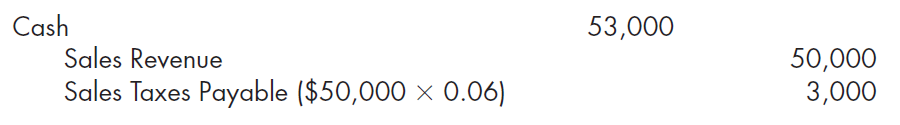 Cash 53,000
Sales Revenue 50,000
Sales Taxes Payable ($50,000 × 0.06) 3,000